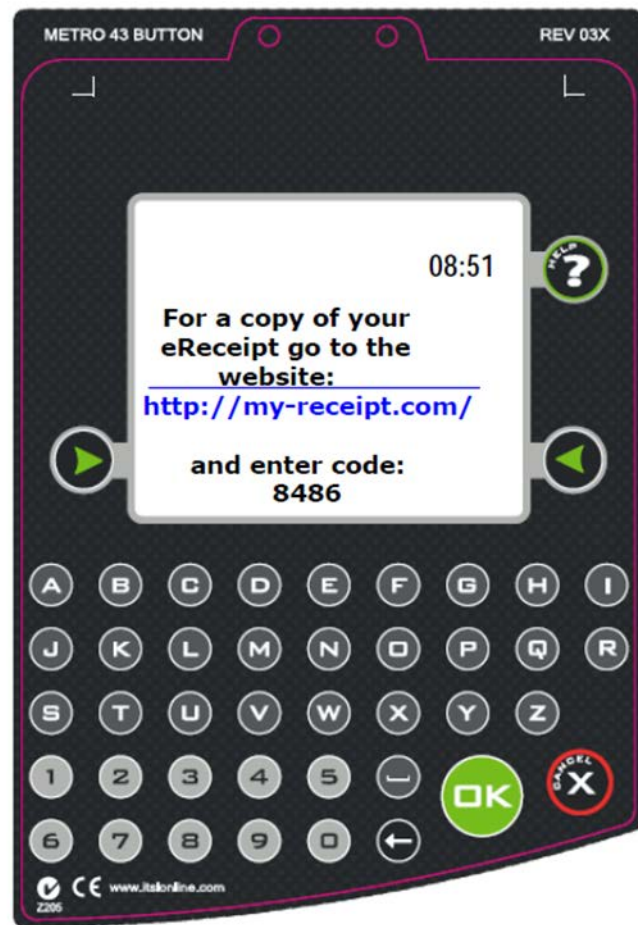 METRO 43 BUTTON REV 03X
08:51
HELP
?
For a copy of your
eReceipt go to the
website:
http://my-receipt.com/
and enter code:
8486
A B C D E F G H I
J K L M N O P Q R
S T U V W X Y Z
1 2 3 4 5 OK CANCEL X
6 7 8 9 0
CE www.itslonline.com
Z205